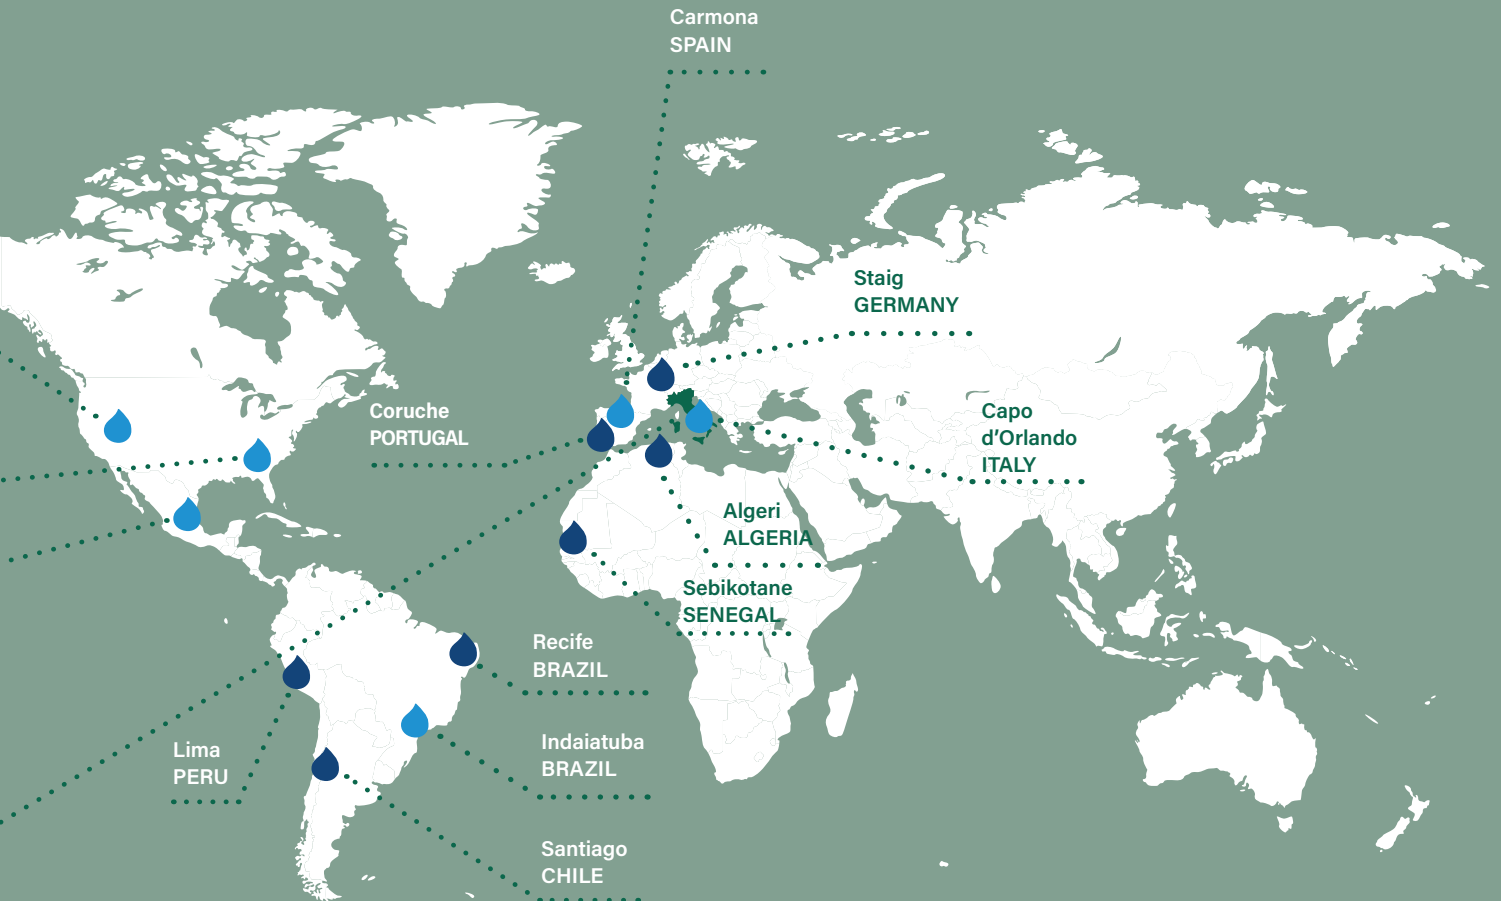 Carmona
SPAIN
Staig
GERMANY
Coruche
PORTUGAL
Capo
d’Orlando
ITALY
Algeri
ALGERIA
Sebikotane
SENEGAL
Recife
BRAZIL
Indaiatuba
BRAZIL
Lima
PERU
Santiago
CHILE